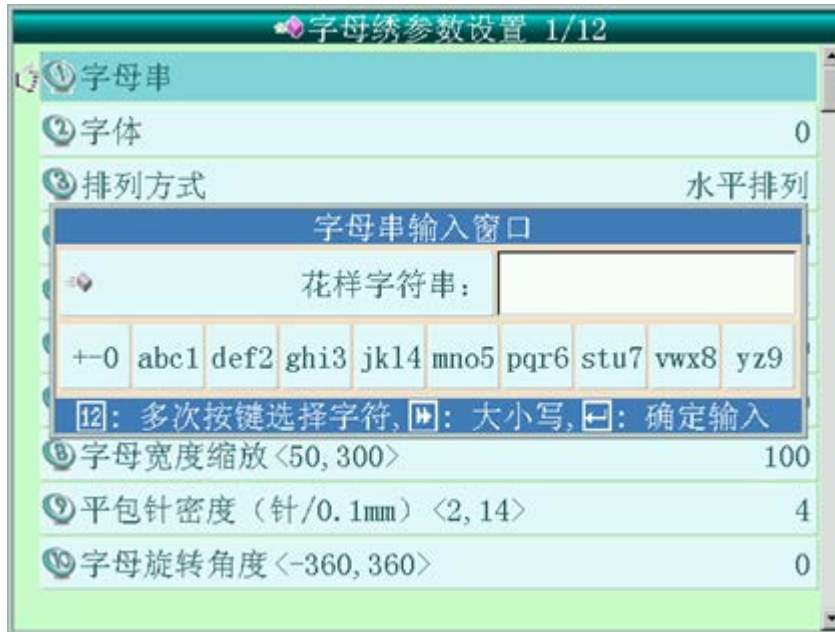 字母绣参数设置 1/12
①字母串
②字体 0
③排列方式 水平排列
字母串输入窗口
花样字符串：
+-0 abc1 def2 ghi3 jkl4 mno5 pqr6 stu7 vwx8 yz9
12：多次按键选择字符，：大小写，：确定输入
⑧字母宽度缩放<50,300> 100
⑨平包针密度（针/0.1mm）<2,14> 4
⑩字母旋转角度<-360,360> 0